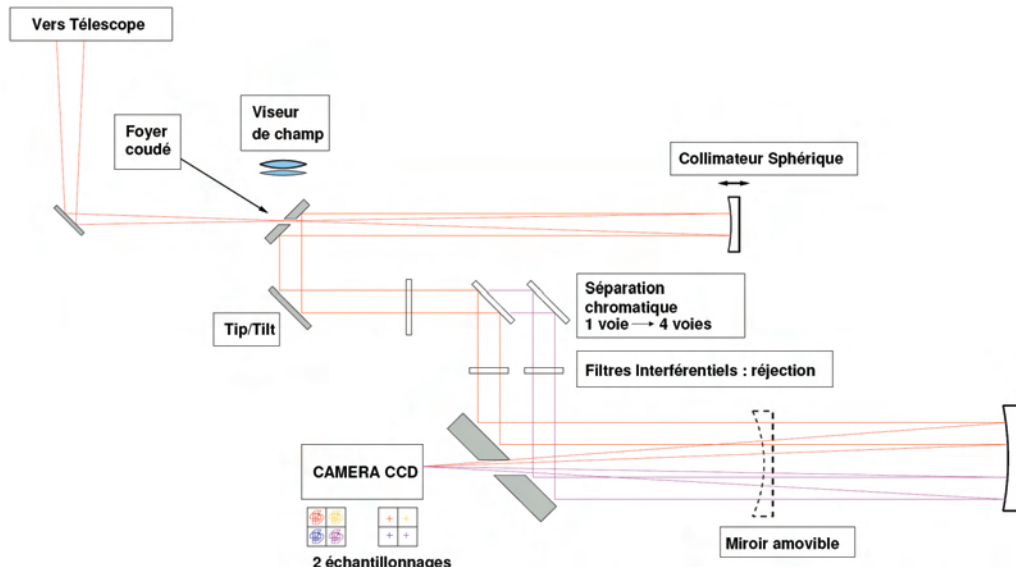 Vers Télescope
Viseur
de champ
Foyer
coudé
Collimateur Sphérique
Séparation
chromatique
1 voie → 4 voies
Tip/Tilt
Filtres Interférentiels : réjection
CAMERA CCD
Miroir amovible
2 échantillonnages